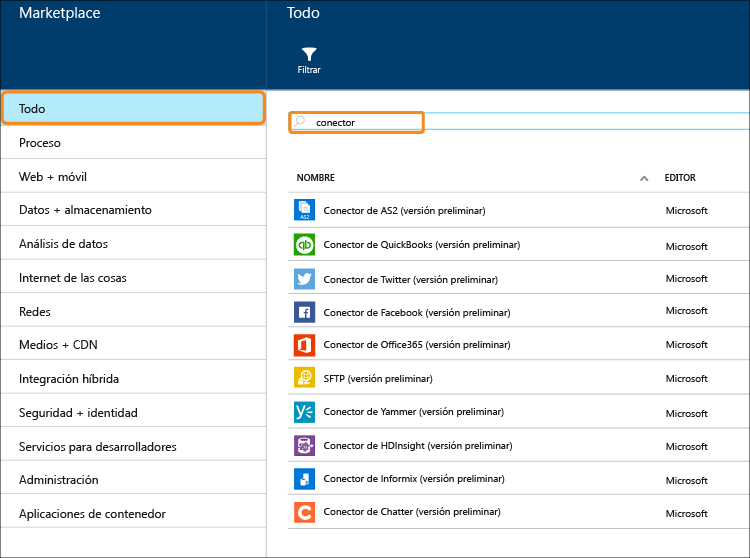 Marketplace
Todo
Filtrar
Todo
Proceso
Web + móvil
Datos + almacenamiento
Análisis de datos
Internet de las cosas
Redes
Medios + CDN
Integración híbrida
Seguridad + identidad
Servicios para desarrolladores
Administración
Aplicaciones de contenedor
conector
NOMBRE EDITOR
AS2 Conector de AS2 (versión preliminar) Microsoft
qb Conector de QuickBooks (versión preliminar) Microsoft
Conector de Twitter (versión preliminar) Microsoft
f Conector de Facebook (versión preliminar) Microsoft
Conector de Office365 (versión preliminar) Microsoft
SFTP (versión preliminar) Microsoft
Conector de Yammer (versión preliminar) Microsoft
Conector de HDInsight (versión preliminar) Microsoft
Conector de Informix (versión preliminar) Microsoft
C Conector de Chatter (versión preliminar) Microsoft